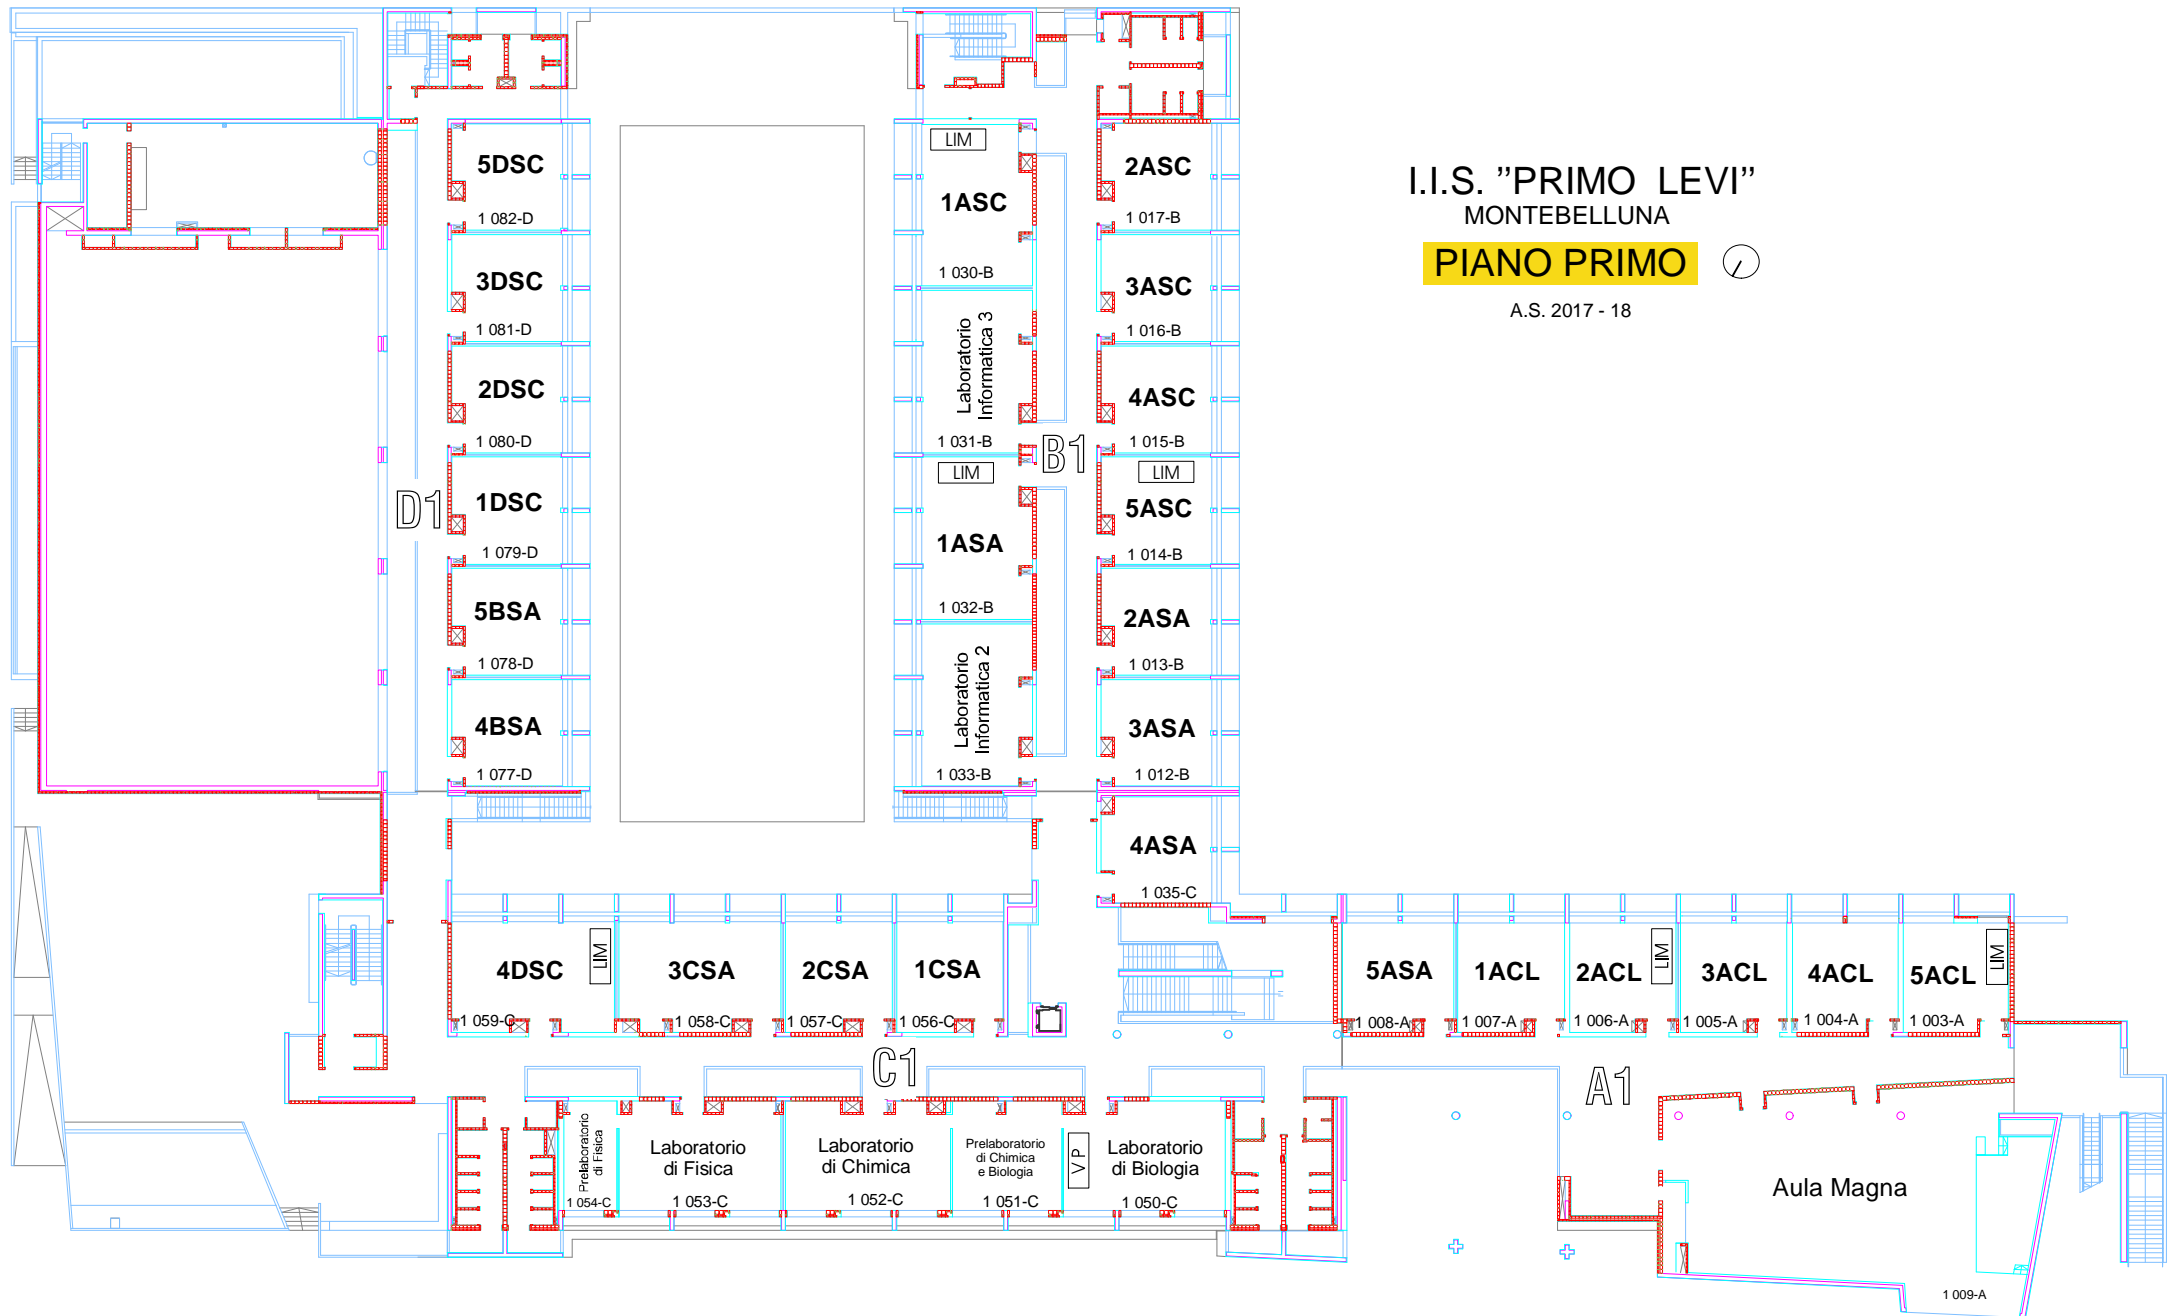 I.I.S. "PRIMO LEVI"
MONTEBELLUNA
PIANO PRIMO
A.S. 2017 - 18
5DSC
1 082-D
3DSC
1 081-D
2DSC
1 080-D
1DSC
1 079-D
5BSA
1 078-D
4BSA
1 077-D
D1
LIM
1ASC
1 030-B
Laboratorio
Informatica 3
1 031-B
LIM
1ASA
1 032-B
Laboratorio
Informatica 2
1 033-B
B1
2ASC
1 017-B
3ASC
1 016-B
4ASC
1 015-B
LIM
5ASC
1 014-B
2ASA
1 013-B
3ASA
1 012-B
4ASA
1 035-C
4DSC
LIM
1 059-C
3CSA
1 058-C
2CSA
1 057-C
1CSA
1 056-C
C1
5ASA
1 008-A
1ACL
1 007-A
2ACL
LIM
1 006-A
3ACL
1 005-A
4ACL
1 004-A
5ACL
LIM
1 003-A
A1
Prelaboratorio
di Fisica
1 054-C
Laboratorio
di Fisica
1 053-C
Laboratorio
di Chimica
1 052-C
Prelaboratorio
di Chimica
e Biologia
1 051-C
VP
Laboratorio
di Biologia
1 050-C
Aula Magna
1 009-A